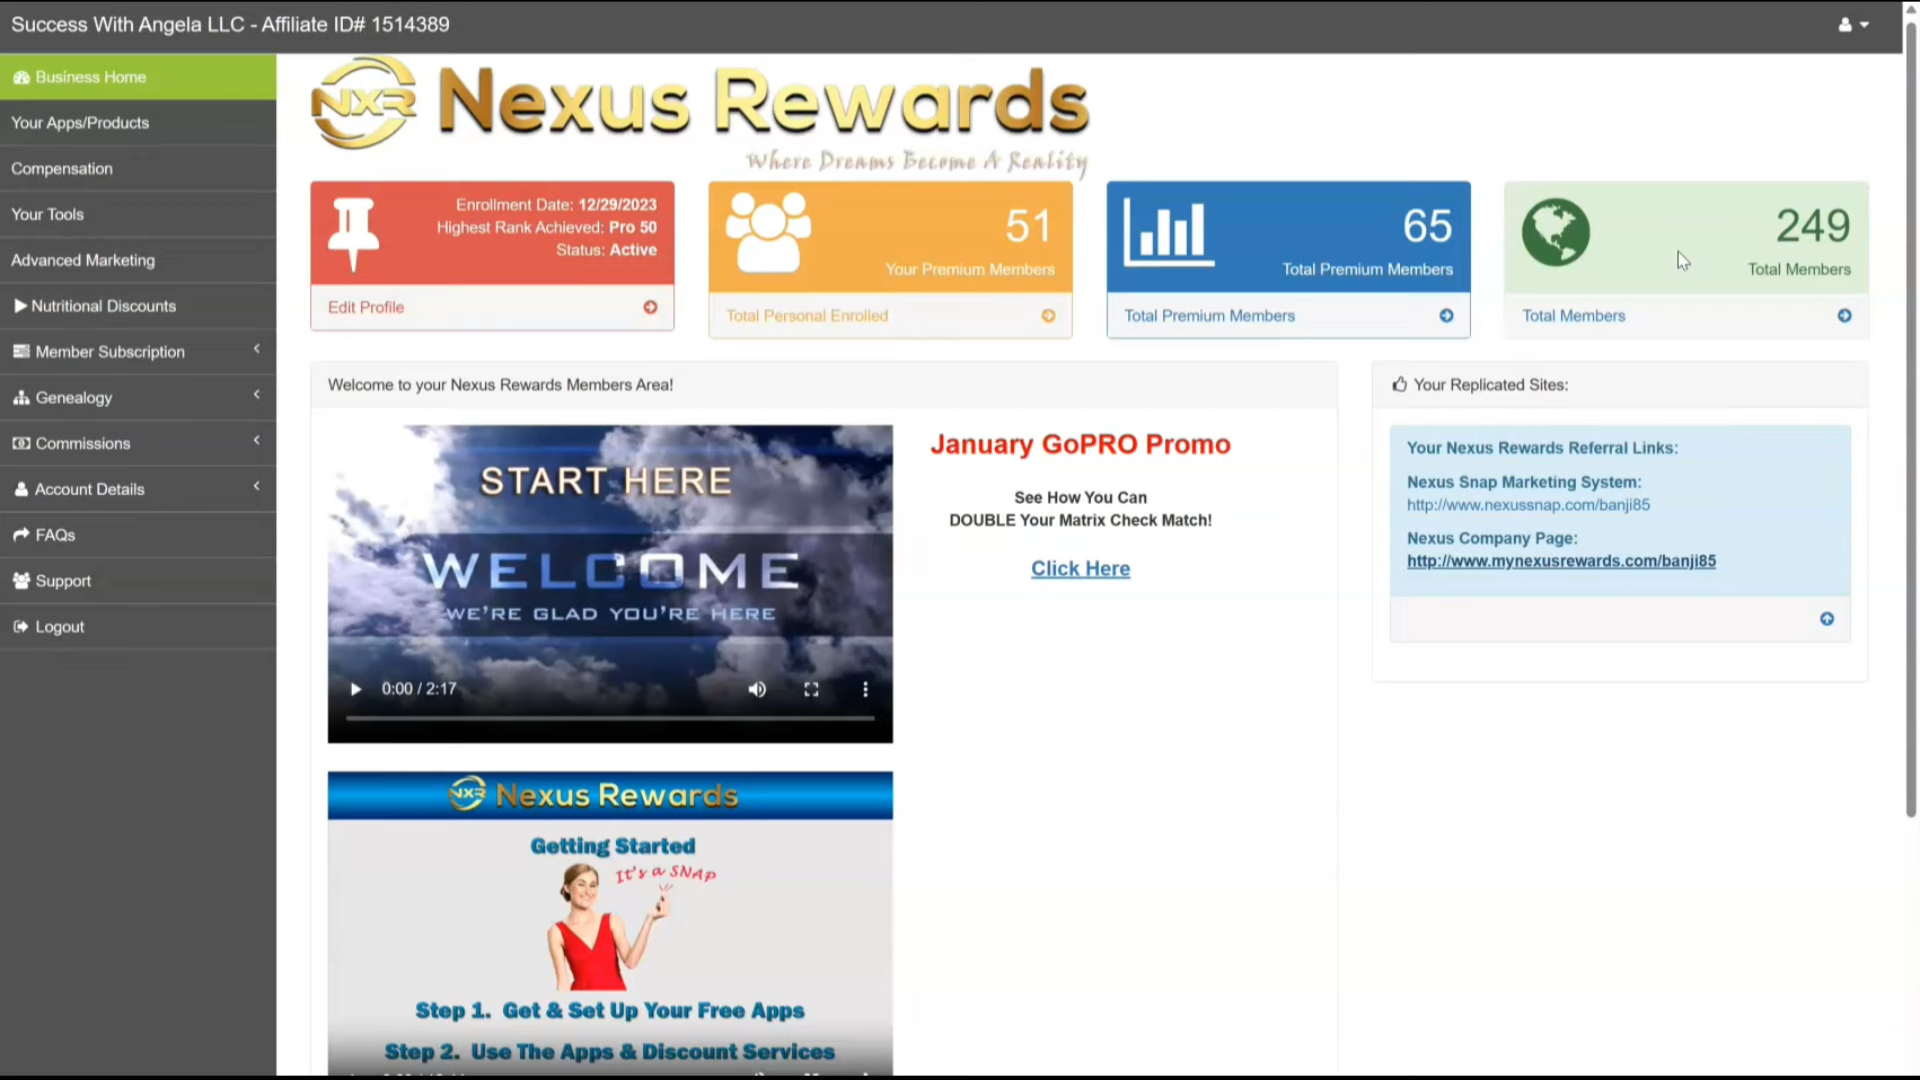 Success With Angela LLC - Affiliate ID# 1514389
Business Home
Your Apps/Products
Compensation
Your Tools
Advanced Marketing
Nutritional Discounts
Member Subscription
Genealogy
Commissions
Account Details
FAQs
Support
Logout
NXR Nexus Rewards
Where Dreams Become A Reality
Enrollment Date: 12/29/2023
Highest Rank Achieved: Pro 50
Status: Active
Edit Profile
51
Your Premium Members
Total Personal Enrolled
65
Total Premium Members
Total Premium Members
249
Total Members
Total Members
Welcome to your Nexus Rewards Members Area!
START HERE
WELCOME
WE'RE GLAD YOU'RE HERE
0:00 / 2:17
January GoPRO Promo
See How You Can
DOUBLE Your Matrix Check Match!
Click Here
Your Replicated Sites:
Your Nexus Rewards Referral Links:
Nexus Snap Marketing System:
http://www.nexussnap.com/banji85
Nexus Company Page:
http://www.mynexusrewards.com/banji85
NXR Nexus Rewards
Getting Started
It's a SNAP
Step 1. Get & Set Up Your Free Apps
Step 2. Use The Apps & Discount Services